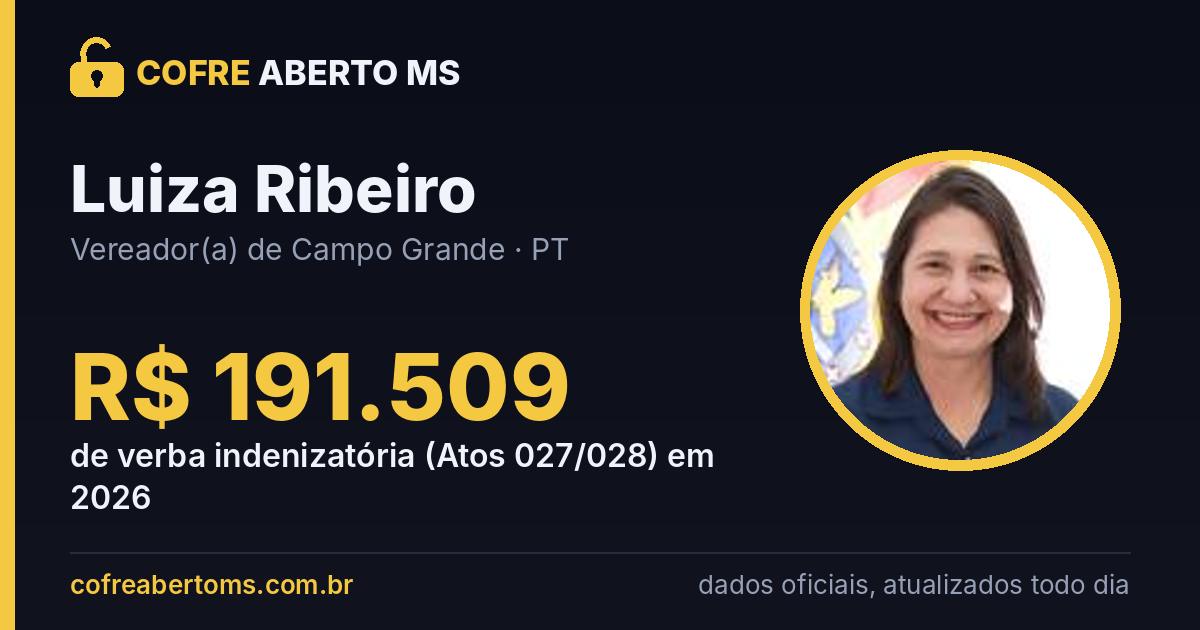 COFRE ABERTO MS
Luiza Ribeiro
Vereador(a) de Campo Grande · PT
R$ 191.509
de verba indenizatória (Atos 027/028) em
2026
cofreabertoms.com.br
dados oficiais, atualizados todo dia